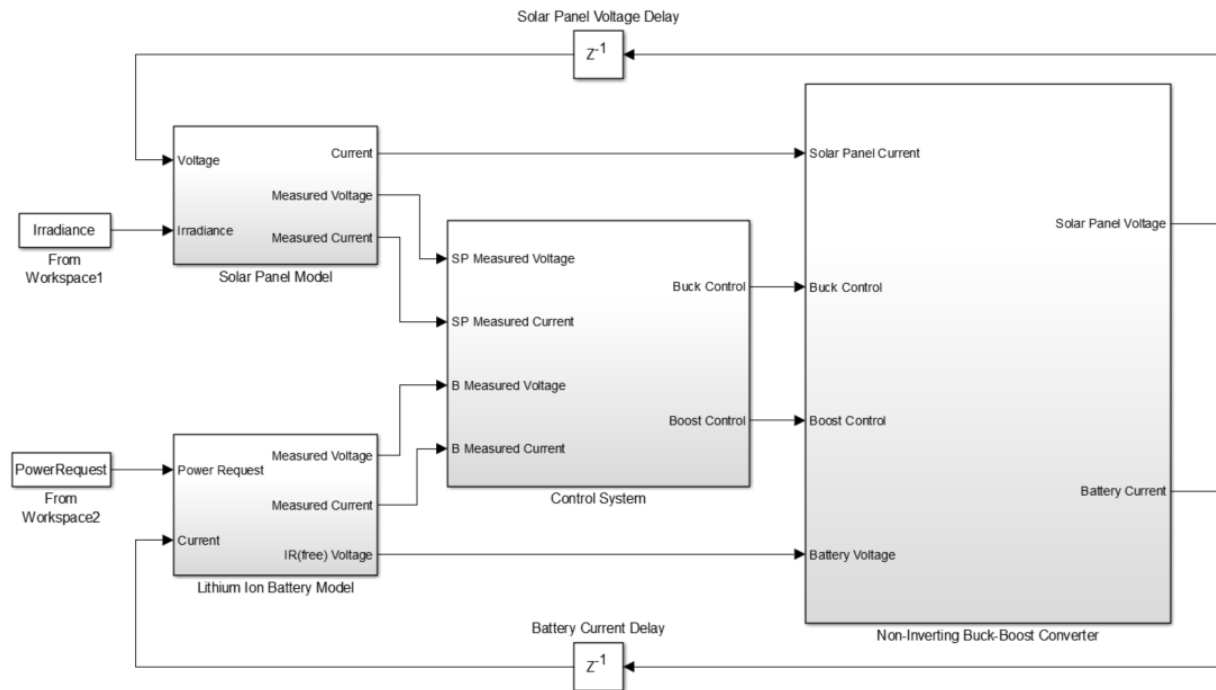 Solar Panel Voltage Delay
Z-1
Voltage
Irradiance
Current
Measured Voltage
Measured Current
Solar Panel Model
Irradiance
From
Workspace1
SP Measured Voltage
SP Measured Current
B Measured Voltage
B Measured Current
Buck Control
Boost Control
Control System
PowerRequest
From
Workspace2
Power Request
Current
Measured Voltage
Measured Current
IR(free) Voltage
Lithium Ion Battery Model
Solar Panel Current
Buck Control
Boost Control
Battery Voltage
Solar Panel Voltage
Battery Current
Non-Inverting Buck-Boost Converter
Battery Current Delay
Z-1